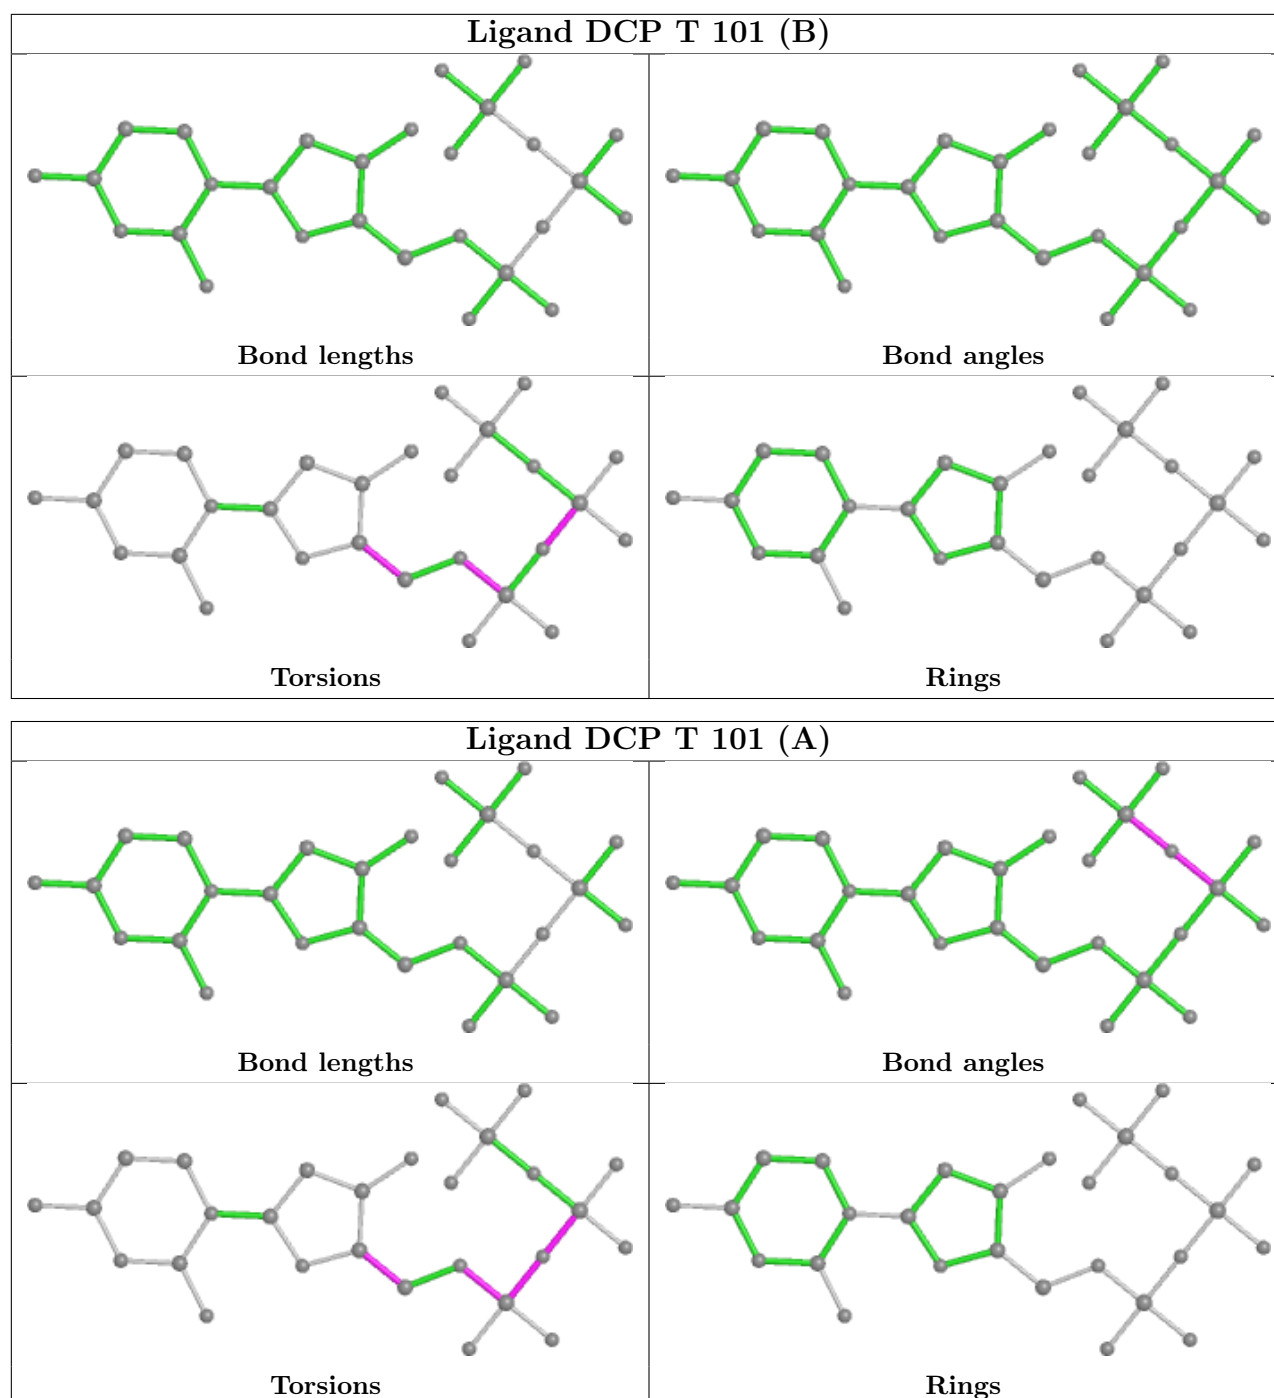 Ligand DCP T 101 (B)
Bond lengths
Bond angles
Torsions
Rings
Ligand DCP T 101 (A)
Bond lengths
Bond angles
Torsions
Rings